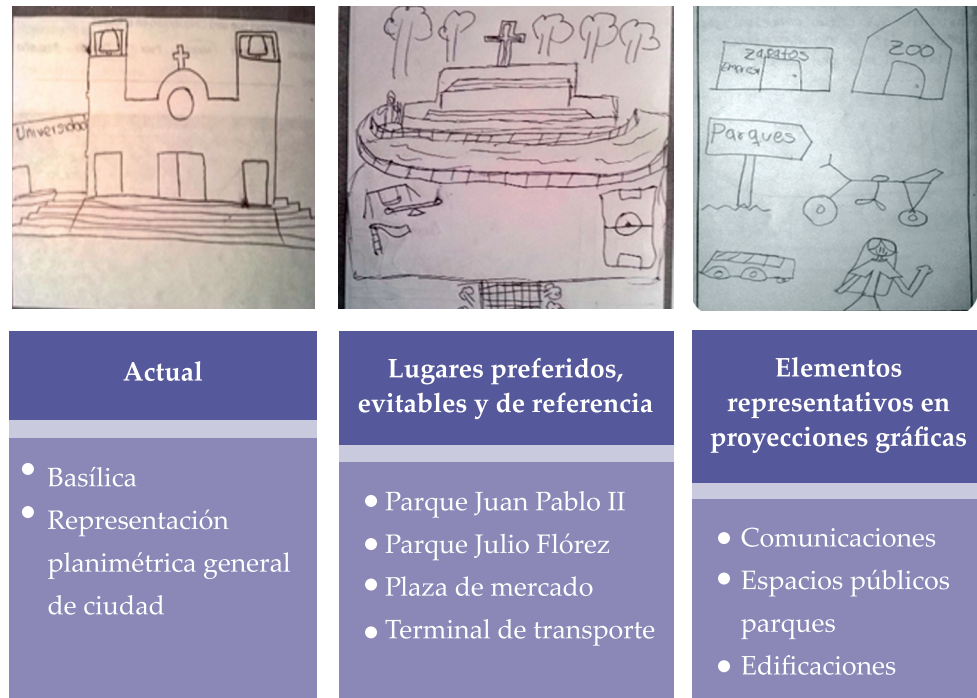 Universidad
Zapatos
Empresa
ZOO
Parques
Actual
Basílica
Representación
planimétrica general
de ciudad
Lugares preferidos,
evitables y de referencia
Parque Juan Pablo II
Parque Julio Flórez
Plaza de mercado
Terminal de transporte
Elementos
representativos en
proyecciones gráficas
Comunicaciones
Espacios públicos
parques
Edificaciones